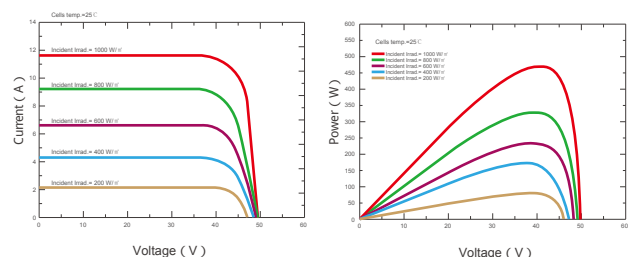 Cells temp.=25℃
14
Incident Irrad.= 1000 W/㎡
12
10
Incident Irrad.= 800 W/㎡
8
Incident Irrad.= 600 W/㎡
6
Incident Irrad.= 400 W/㎡
4
Incident Irrad.= 200 W/㎡
2
0
0 10 20 30 40 50 60
Current ( A )
Voltage ( V )
600
Cells temp.=25℃
550
Incident Irrad.= 1000 W/㎡
Incident Irrad.= 800 W/㎡
500
Incident Irrad.= 600 W/㎡
450
Incident Irrad.= 400 W/㎡
Incident Irrad.= 200 W/㎡
400
350
300
250
200
150
100
50
0
0 10 20 30 40 50 60
Power ( W )
Voltage ( V )